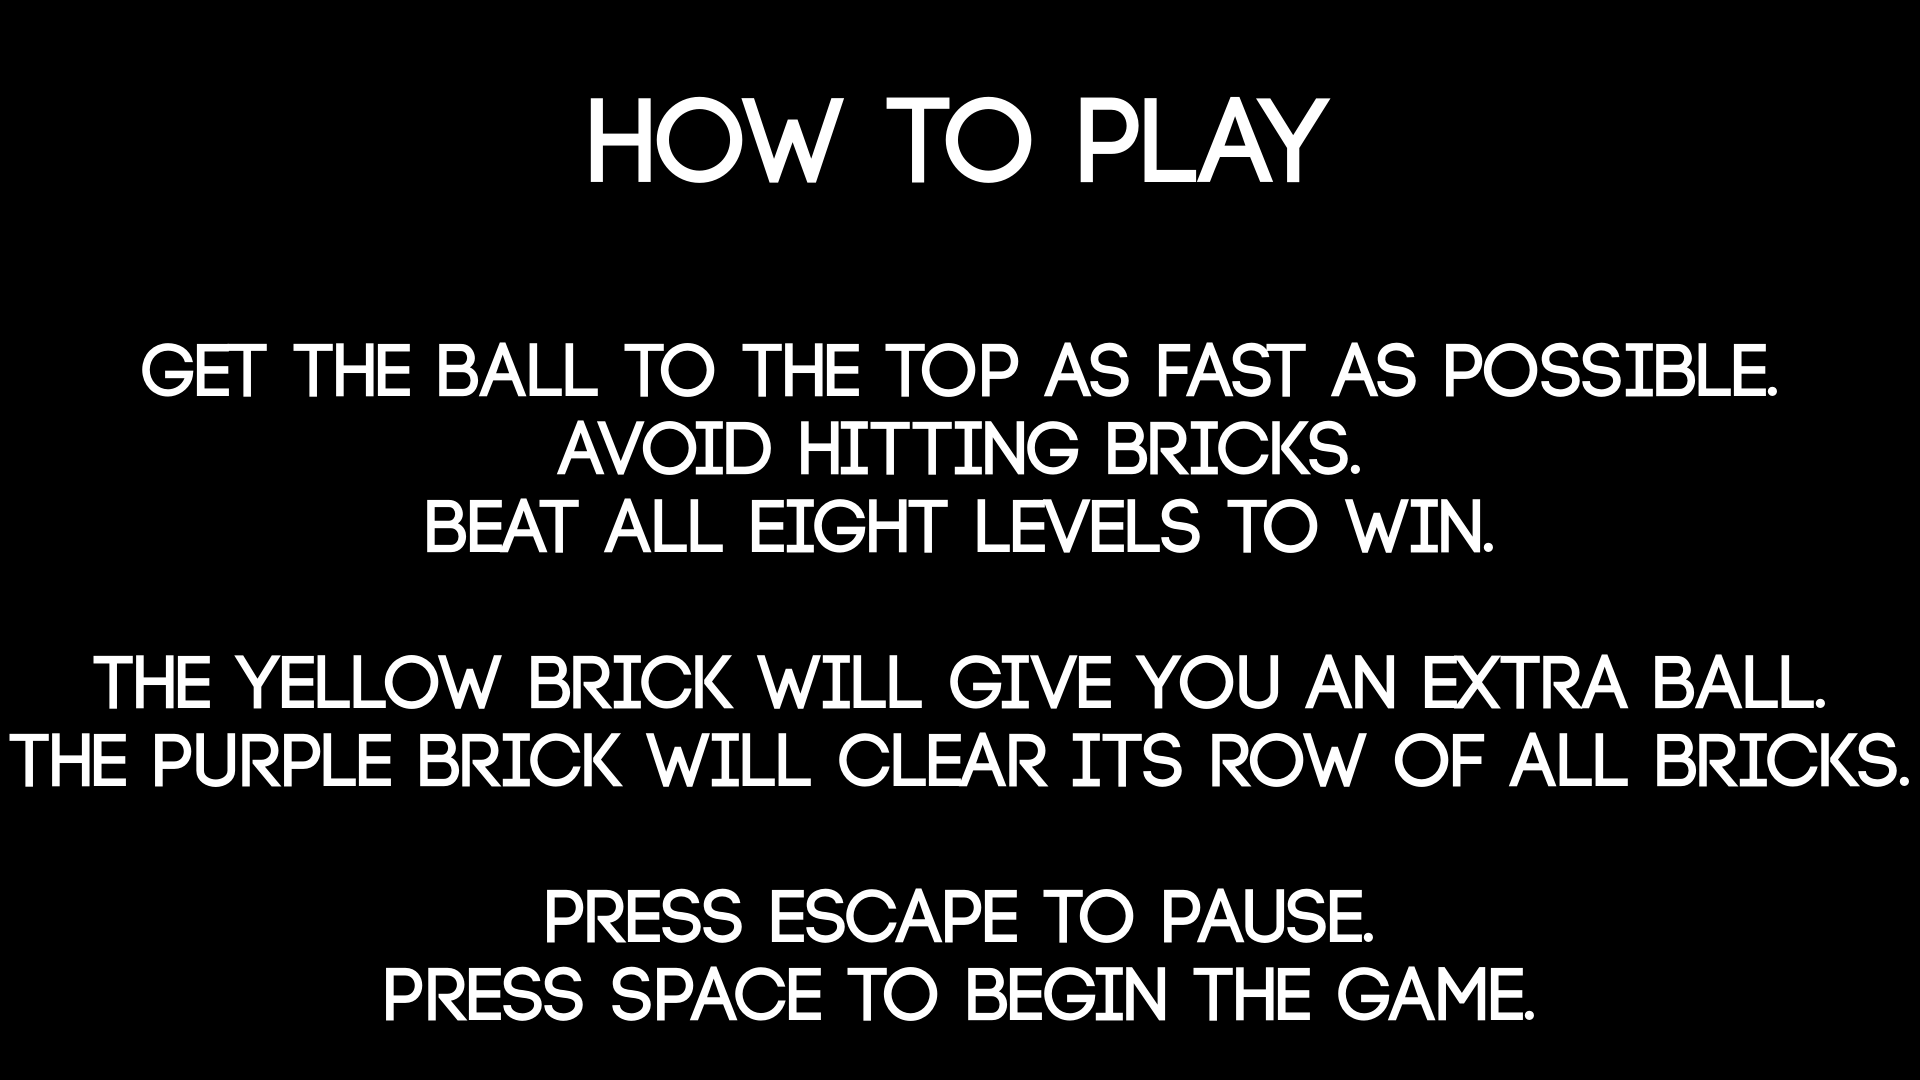 HOW TO PLAY
GET THE BALL TO THE TOP AS FAST AS POSSIBLE.
AVOID HITTING BRICKS.
BEAT ALL EIGHT LEVELS TO WIN.
THE YELLOW BRICK WILL GIVE YOU AN EXTRA BALL.
THE PURPLE BRICK WILL CLEAR ITS ROW OF ALL BRICKS.
PRESS ESCAPE TO PAUSE.
PRESS SPACE TO BEGIN THE GAME.